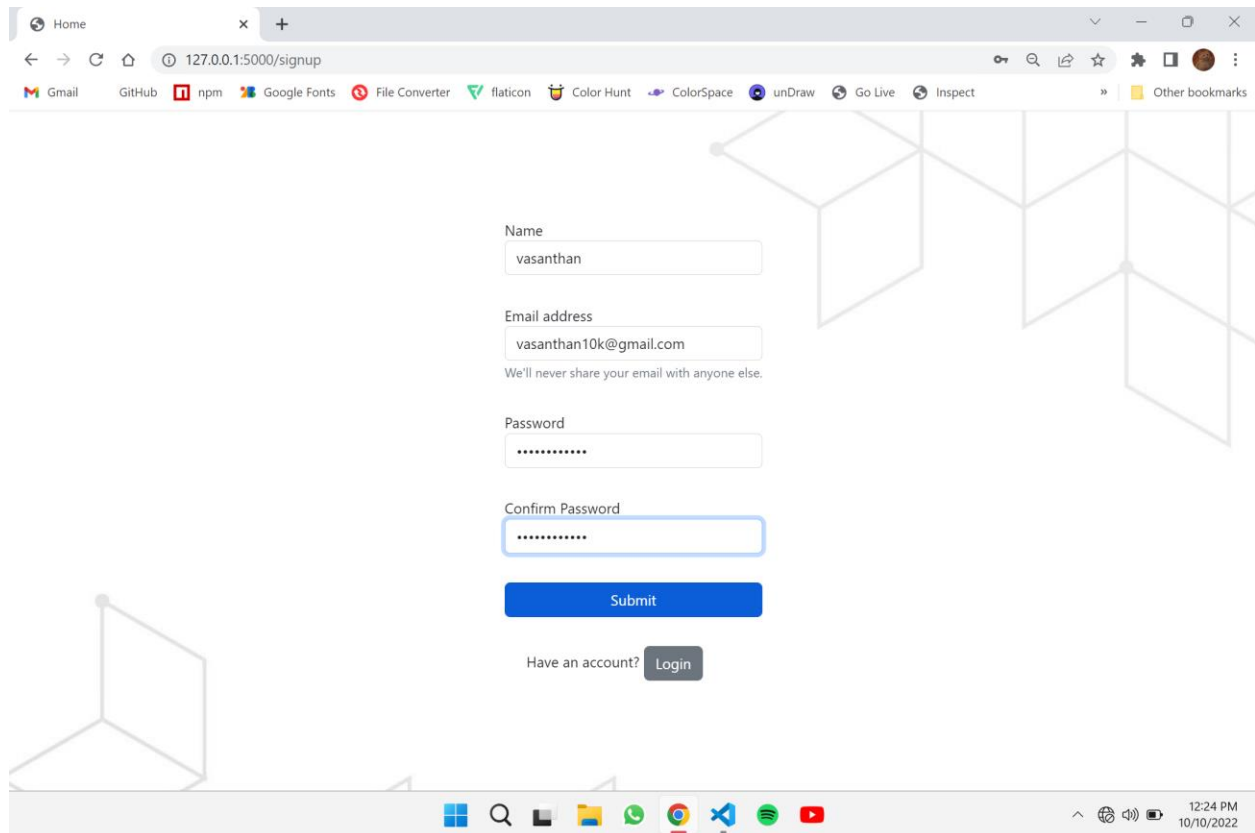 Home
127.0.0.1:5000/signup
Gmail GitHub npm Google Fonts File Converter flaticon Color Hunt ColorSpace unDraw Go Live Inspect » Other bookmarks
Name
vasanthan
Email address
vasanthan10k@gmail.com
We'll never share your email with anyone else.
Password
••••••••••••
Confirm Password
••••••••••••
Submit
Have an account? Login
12:24 PM
10/10/2022